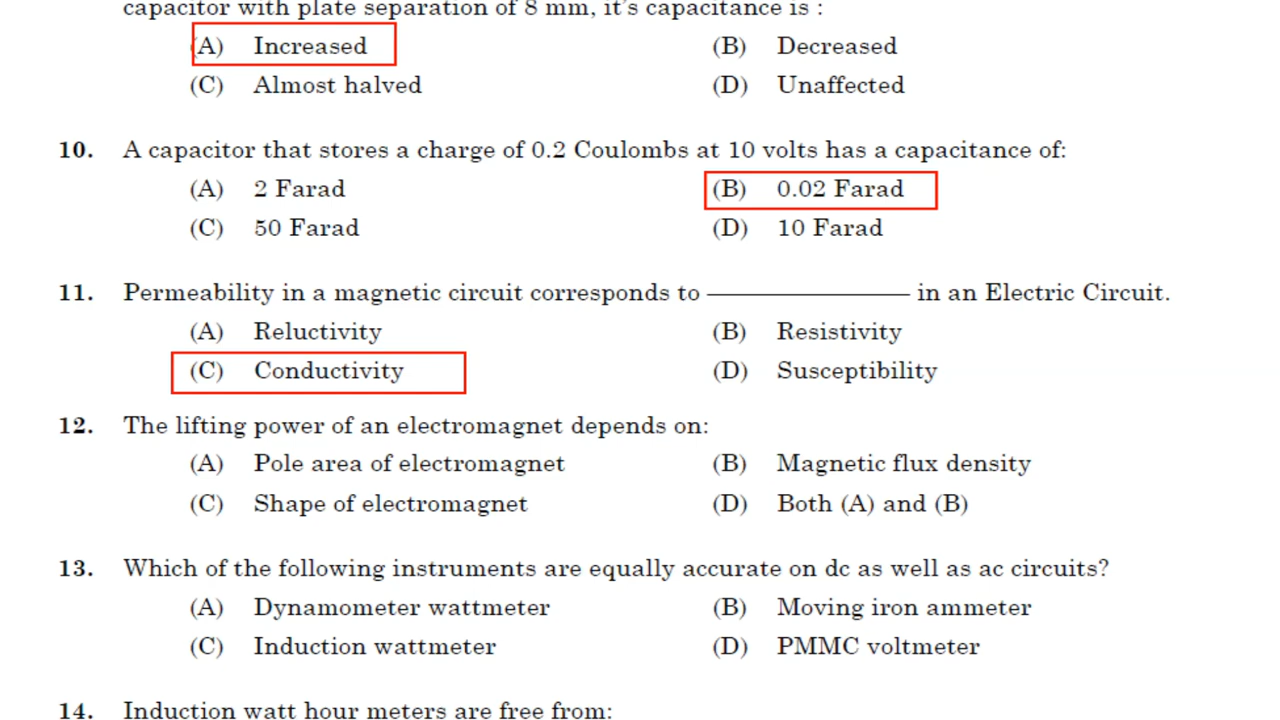 capacitor with plate separation of 8 mm, it's capacitance is :
(A) Increased (B) Decreased
(C) Almost halved (D) Unaffected
10. A capacitor that stores a charge of 0.2 Coulombs at 10 volts has a capacitance of:
(A) 2 Farad (B) 0.02 Farad
(C) 50 Farad (D) 10 Farad
11. Permeability in a magnetic circuit corresponds to ———————— in an Electric Circuit.
(A) Reluctivity (B) Resistivity
(C) Conductivity (D) Susceptibility
12. The lifting power of an electromagnet depends on:
(A) Pole area of electromagnet (B) Magnetic flux density
(C) Shape of electromagnet (D) Both (A) and (B)
13. Which of the following instruments are equally accurate on dc as well as ac circuits?
(A) Dynamometer wattmeter (B) Moving iron ammeter
(C) Induction wattmeter (D) PMMC voltmeter
14. Induction watt hour meters are free from: